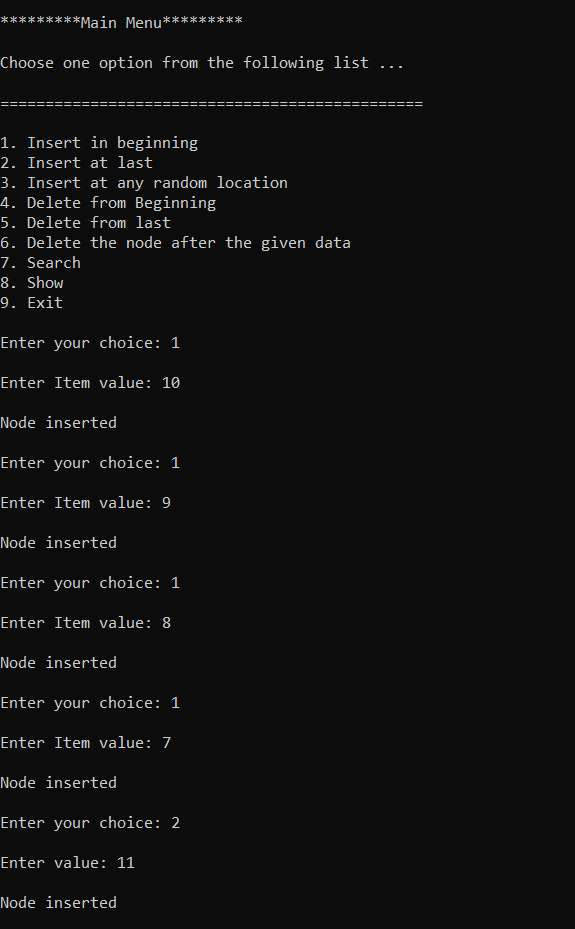 *********Main Menu*********
Choose one option from the following list ...
===============================================
1. Insert in beginning
2. Insert at last
3. Insert at any random location
4. Delete from Beginning
5. Delete from last
6. Delete the node after the given data
7. Search
8. Show
9. Exit
Enter your choice: 1
Enter Item value: 10
Node inserted
Enter your choice: 1
Enter Item value: 9
Node inserted
Enter your choice: 1
Enter Item value: 8
Node inserted
Enter your choice: 1
Enter Item value: 7
Node inserted
Enter your choice: 2
Enter value: 11
Node inserted